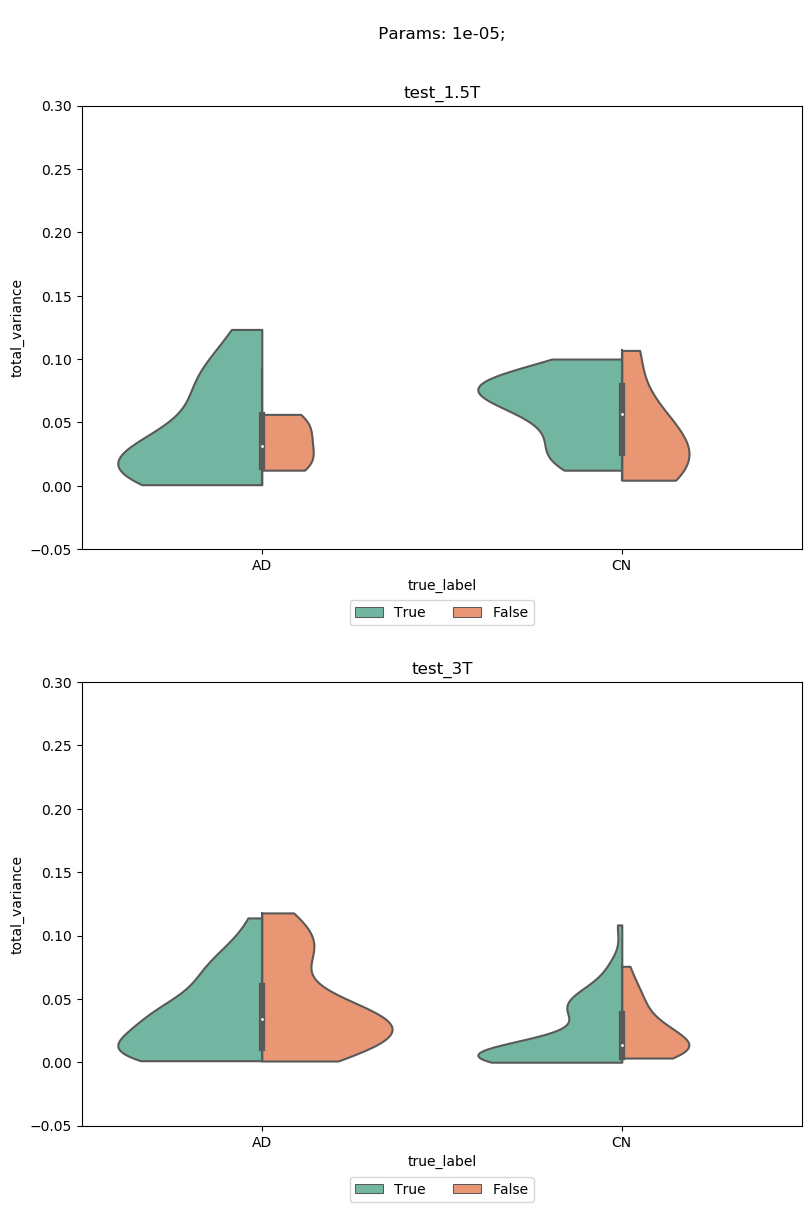 Params: 1e-05;
test_1.5T
0.30
0.25
0.20
0.15
0.10
0.05
0.00
−0.05
total_variance
AD CN
true_label
True False
test_3T
0.30
0.25
0.20
0.15
0.10
0.05
0.00
−0.05
total_variance
AD CN
true_label
True False